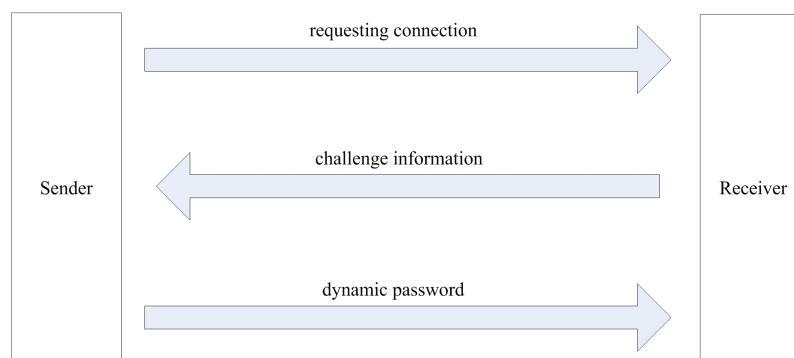 requesting connection
challenge information
Sender
Receiver
dynamic password